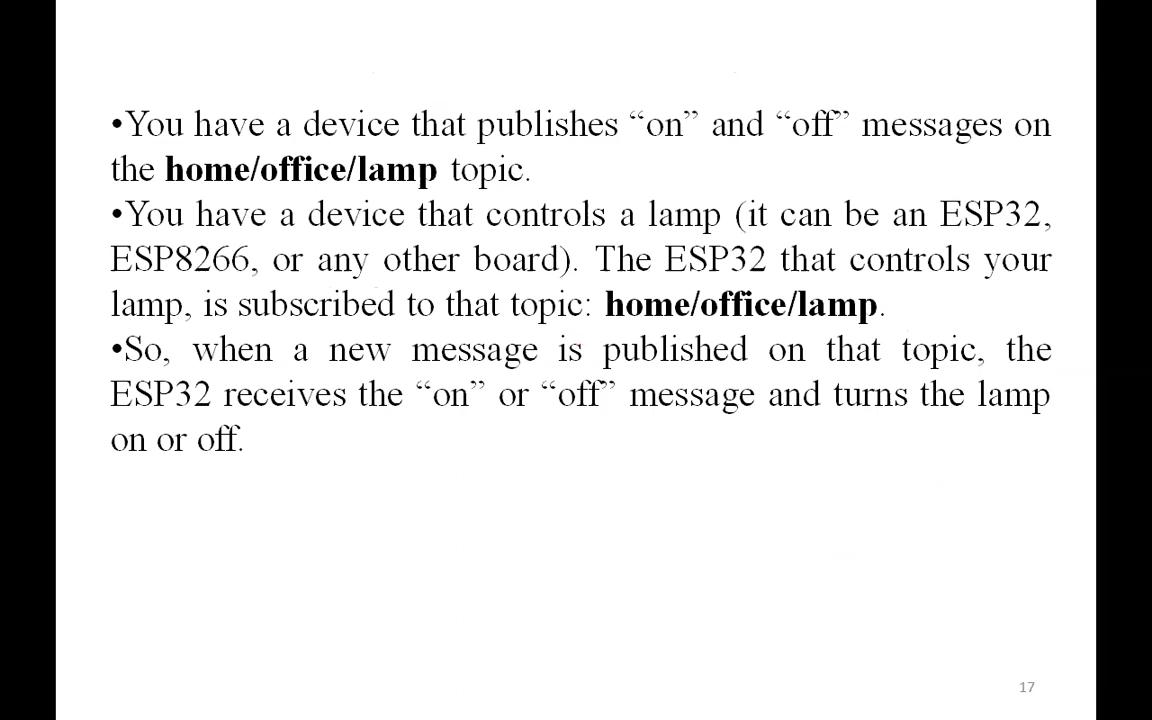 •You have a device that publishes “on” and “off” messages on
the home/office/lamp topic.
•You have a device that controls a lamp (it can be an ESP32,
ESP8266, or any other board). The ESP32 that controls your
lamp, is subscribed to that topic: home/office/lamp.
•So, when a new message is published on that topic, the
ESP32 receives the “on” or “off” message and turns the lamp
on or off.
17